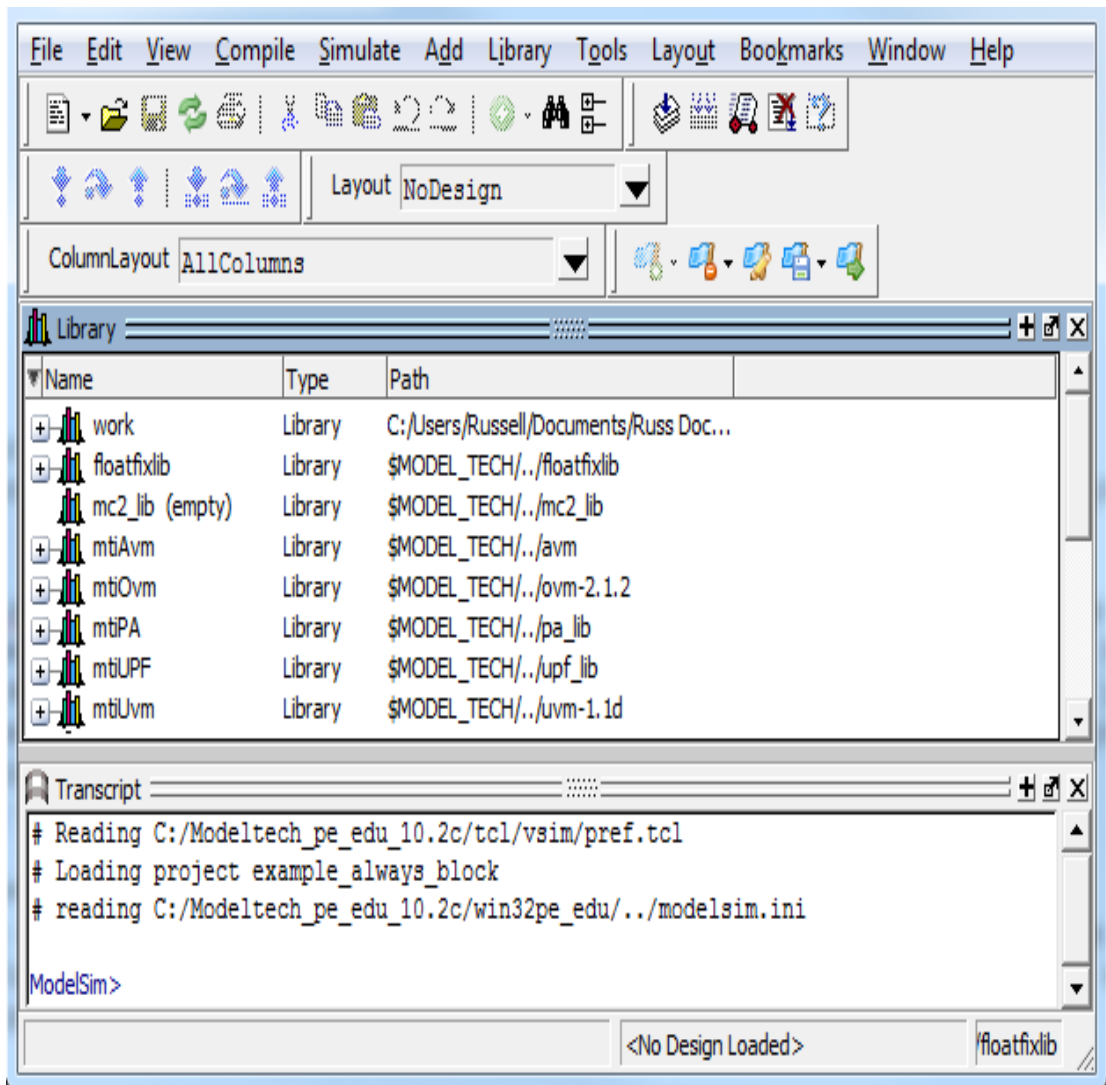 File Edit View Compile Simulate Add Library Tools Layout Bookmarks Window Help
Layout NoDesign
ColumnLayout AllColumns
Library
Name Type Path
work Library C:/Users/Russell/Documents/Russ Doc...
floatfixlib Library $MODEL_TECH/../floatfixlib
mc2_lib (empty) Library $MODEL_TECH/../mc2_lib
mtiAvm Library $MODEL_TECH/../avm
mtiOvm Library $MODEL_TECH/../ovm-2.1.2
mtiPA Library $MODEL_TECH/../pa_lib
mtiUPF Library $MODEL_TECH/../upf_lib
mtiUvm Library $MODEL_TECH/../uvm-1.1d
Transcript
# Reading C:/Modeltech_pe_edu_10.2c/tcl/vsim/pref.tcl
# Loading project example_always_block
# reading C:/Modeltech_pe_edu_10.2c/win32pe_edu/../modelsim.ini
ModelSim>
<No Design Loaded> /floatfixlib